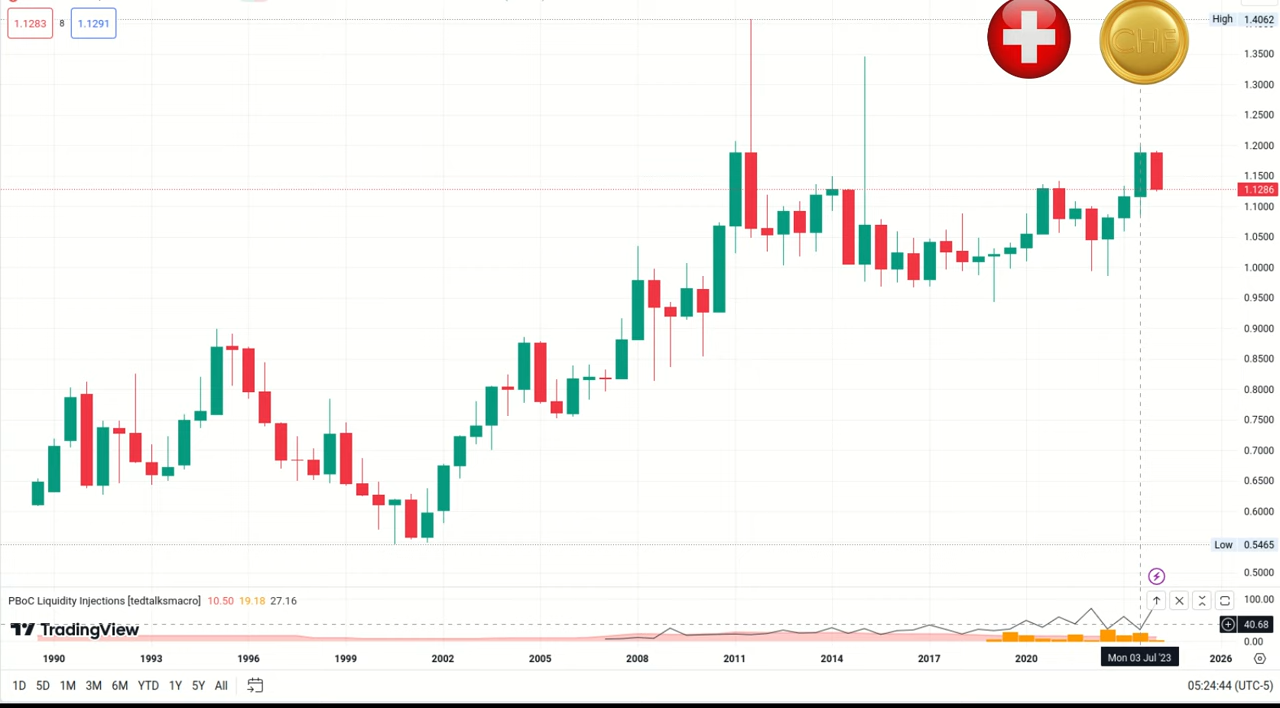 1.1283 8 1.1291
CHF
High 1.4062
1.3500
1.3000
1.2500
1.2000
1.1500
1.1286
1.1000
1.0500
1.0000
0.9500
0.9000
0.8500
0.8000
0.7500
0.7000
0.6500
0.6000
Low 0.5465
0.5000
PBoC Liquidity Injections [tedtalksmacro] 10.50 19.18 27.16
100.00
40.68
TradingView
0.00
1990 1993 1996 1999 2002 2005 2008 2011 2014 2017 2020 Mon 03 Jul '23 2026
1D 5D 1M 3M 6M YTD 1Y 5Y All 05:24:44 (UTC-5)